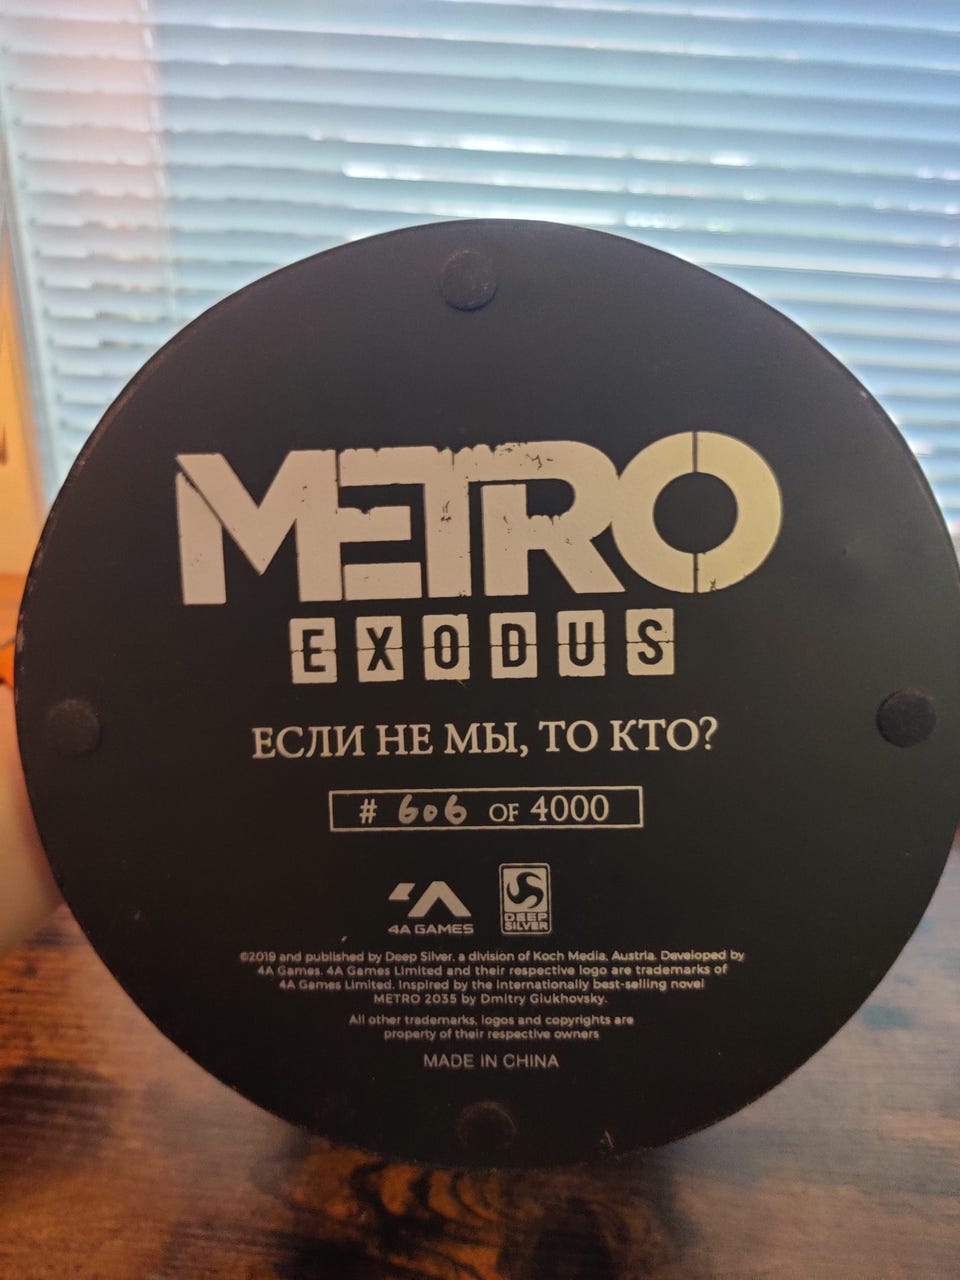 METRO
EXODUS
ЕСЛИ НЕ МЫ, ТО КТО?
# 606 OF 4000
4A GAMES
DEEP
SILVER
©2019 and published by Deep Silver, a division of Koch Media, Austria. Developed by
4A Games. 4A Games Limited and their respective logo are trademarks of
4A Games Limited. Inspired by the internationally best-selling novel
METRO 2035 by Dmitry Glukhovsky.
All other trademarks, logos and copyrights are
property of their respective owners
MADE IN CHINA